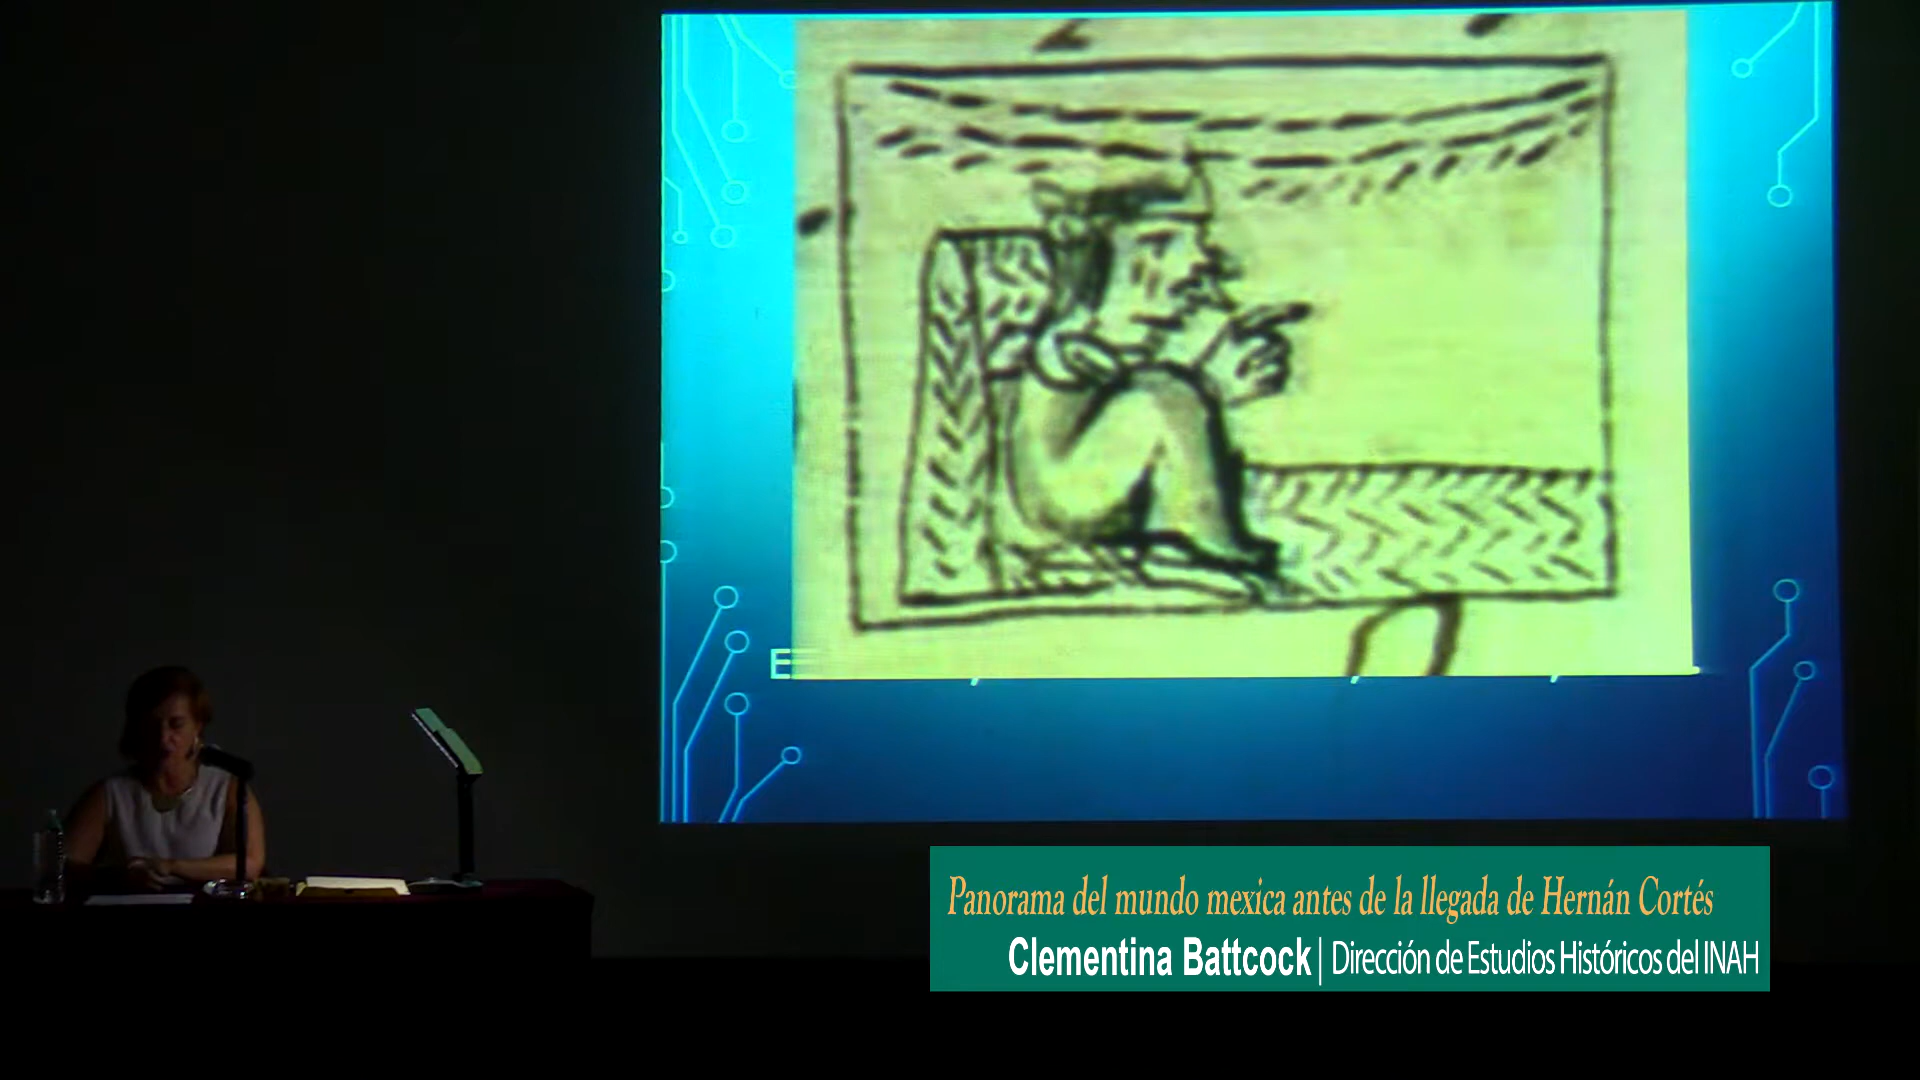 E
Panorama del mundo mexica antes de la llegada de Hernán Cortés
Clementina Battcock | Dirección de Estudios Históricos del INAH